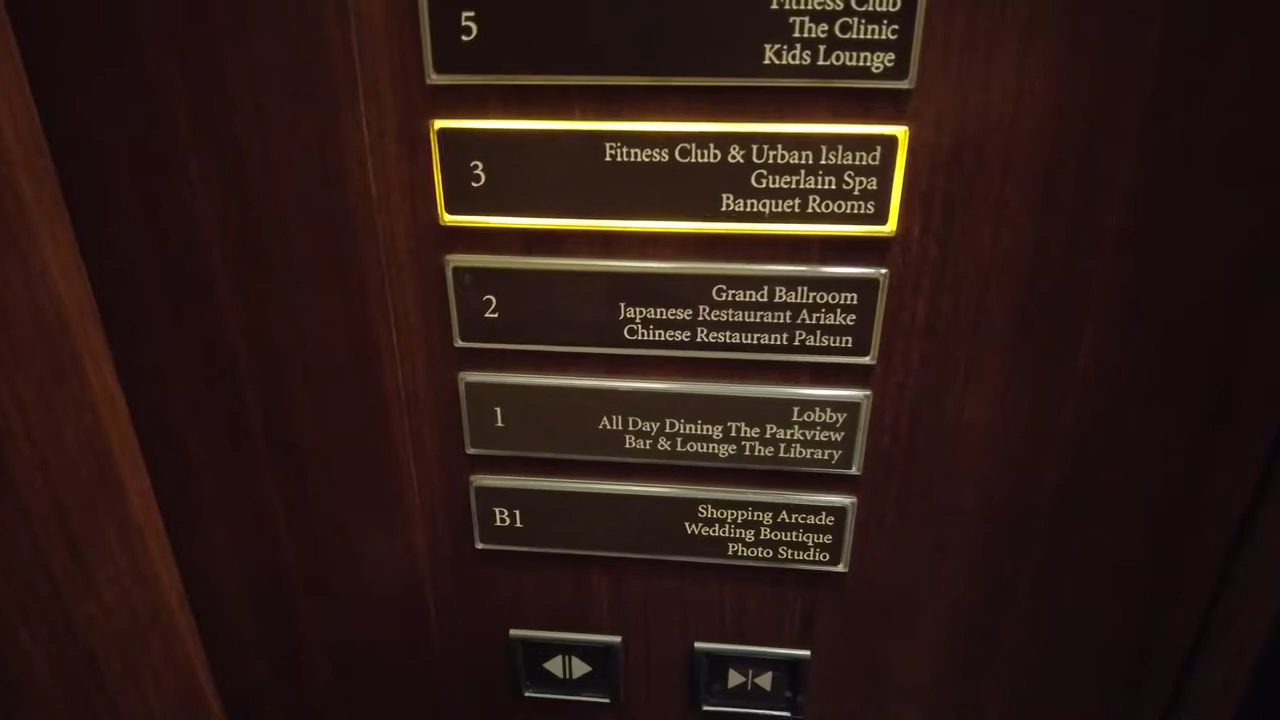 5
Fitness Club
The Clinic
Kids Lounge
3
Fitness Club & Urban Island
Guerlain Spa
Banquet Rooms
2
Grand Ballroom
Japanese Restaurant Ariake
Chinese Restaurant Palsun
1
Lobby
All Day Dining The Parkview
Bar & Lounge The Library
B1
Shopping Arcade
Wedding Boutique
Photo Studio